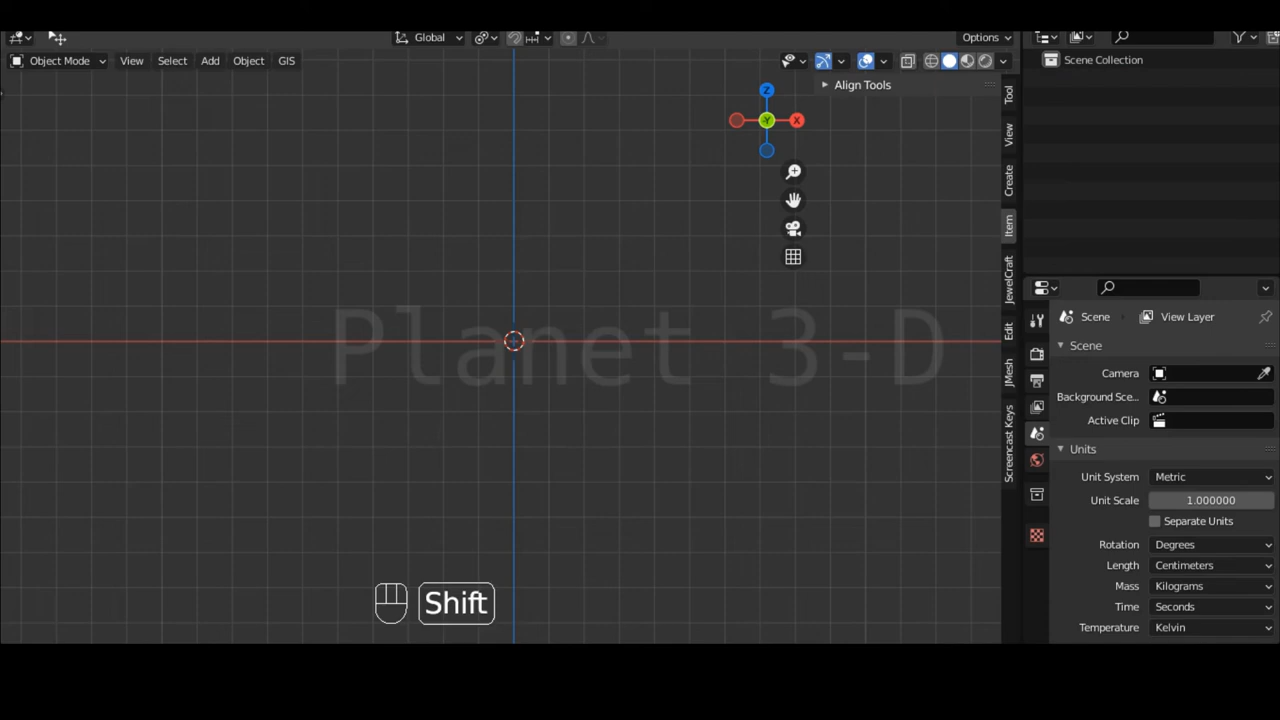 Global
Options
Object Mode
View
Select
Add
Object
GIS
Align Tools
Z
Y
X
Tool
View
Create
Item
JewelCraft
Edit
JMesh
Screencast Keys
Planet 3-D
Shift
Scene Collection
Scene
View Layer
Scene
Camera
Background Sce...
Active Clip
Units
Unit System Metric
Unit Scale 1.000000
Separate Units
Rotation Degrees
Length Centimeters
Mass Kilograms
Time Seconds
Temperature Kelvin